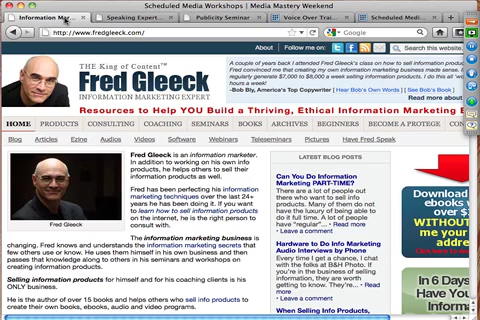 Scheduled Media Workshops | Media Mastery Weekend
Information Mar...
Speaking Expert...
Publicity Seminar
Voice Over Trai...
Scheduled Medi...
http://www.fredgleeck.com/
Google
About
Follow us
Search this website...
THE King of Content™
FRED GLEECK
INFORMATION MARKETING EXPERT
A couple of years back I attended Fred Gleeck's class on how to sell information
Fred convinced me that creating my own information business made sense.
regularly generate $7,000 to $8,000 a week selling information products. I do this all
hours a week!
–Bob Bly, America's Top Copywriter [ Hear Bob's Own Words ] [ See Bob's Book ]
Read more about
Resources to Help YOU Build a Thriving, Ethical Information Marketing
HOME PRODUCTS CONSULTING COACHING SEMINARS BOOKS ARCHIVES BEGINNERS BECOME A PROTEGE
Blog Articles Ezine Audios Videos Software Webinars Teleseminars Pictures Have Fred Speak
Fred Gleeck
Fred Gleeck is an information marketer.
In addition to working on his own info
products, he helps others to sell their
information products as well.
Fred has been perfecting his information
marketing techniques over the last 24+
years he has been doing it. If you want
to learn how to sell information products
on the internet, he is the right person to
consult with.
The information marketing business is
changing. Fred knows and understands the information marketing secrets that
few others use or know. He uses them himself in his own business and then
passes that knowledge along to others in his seminars and workshops on
creating information products.
Selling information products for himself and for his coaching clients is his
ONLY business.
He is the author of over 15 books and helps others who sell info products to
create their own books, ebooks, audio and video programs.
LATEST BLOG POSTS
Can You Do Information
Marketing PART-TIME?
There are a lot of people out
there who want to sell info
products. Many of them do not
have the luxury of being able to
do it full time. A lot of people
have "regular"... › Read more
› Leave a comment
Hardware to Do Info Marketing
Audio Interviews by Phone
Every time I get a chance, I chat
with the folks at B&H Photo. If
you're in the business of selling
information, they are worth
getting to know. They're...
› Read more
› Leave a comment
When Selling Info Products,
Download
ebooks
over $
WITHOUT
me your
addre
In 6 Days
Have You
Informa